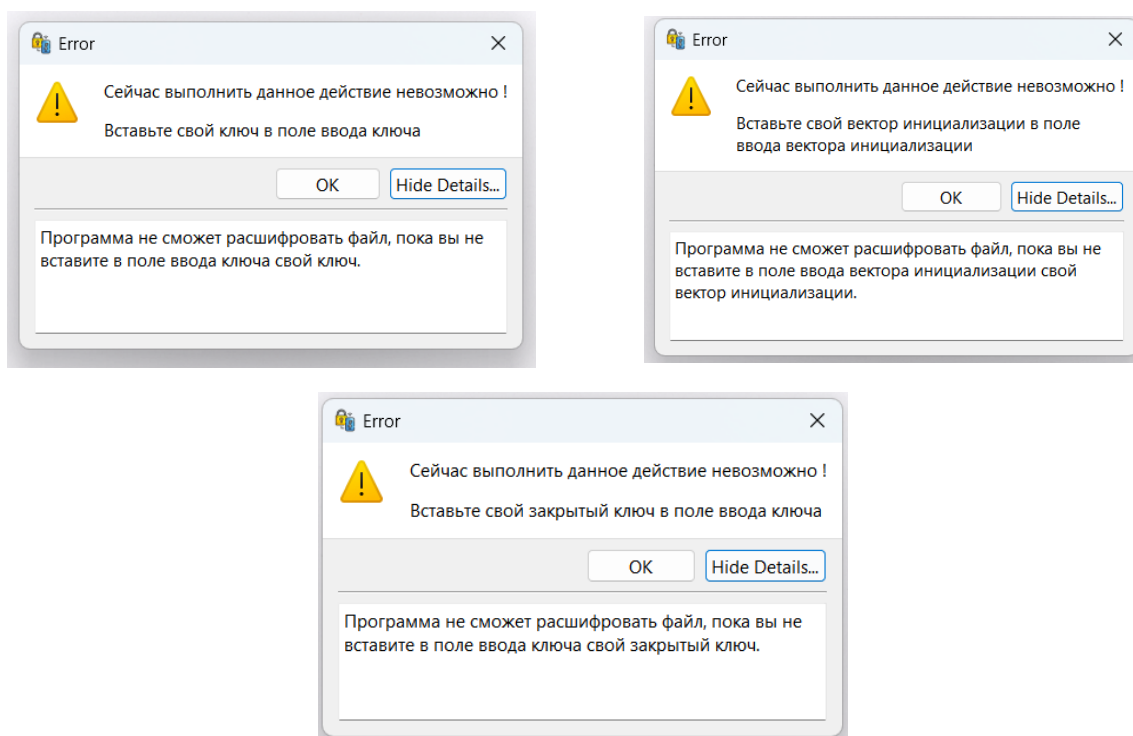 Error
Сейчас выполнить данное действие невозможно !
Вставьте свой ключ в поле ввода ключа
OK
Hide Details...
Программа не сможет расшифровать файл, пока вы не
вставите в поле ввода ключа свой ключ.
Error
Сейчас выполнить данное действие невозможно !
Вставьте свой вектор инициализации в поле
ввода вектора инициализации
OK
Hide Details...
Программа не сможет расшифровать файл, пока вы не
вставите в поле ввода вектора инициализации свой
вектор инициализации.
Error
Сейчас выполнить данное действие невозможно !
Вставьте свой закрытый ключ в поле ввода ключа
OK
Hide Details...
Программа не сможет расшифровать файл, пока вы не
вставите в поле ввода ключа свой закрытый ключ.